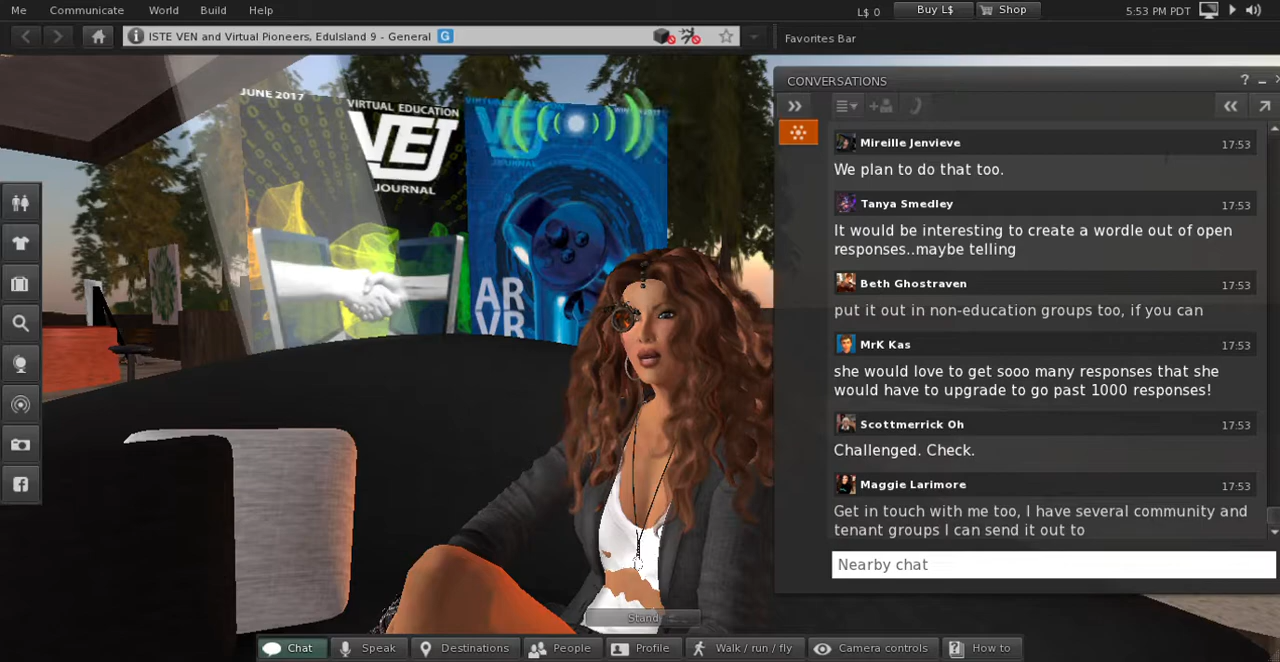 Me Communicate World Build Help
L$ 0 Buy L$ Shop 5:53 PM PDT
ISTE VEN and Virtual Pioneers, EduIsland 9 - General G
Favorites Bar
CONVERSATIONS
Mireille Jenvieve 17:53
We plan to do that too.
Tanya Smedley 17:53
It would be interesting to create a wordle out of open
responses..maybe telling
Beth Ghostraven 17:53
put it out in non-education groups too, if you can
MrK Kas 17:53
she would love to get sooo many responses that she
would have to upgrade to go past 1000 responses!
Scottmerrick Oh 17:53
Challenged. Check.
Maggie Larimore 17:53
Get in touch with me too, I have several community and
tenant groups I can send it out to
Nearby chat
JUNE 2017
VIRTUAL EDUCATION
VEJ
JOURNAL
VEJ
JOURNAL
AR
VR
Stand
Chat Speak Destinations People Profile Walk / run / fly Camera controls How to